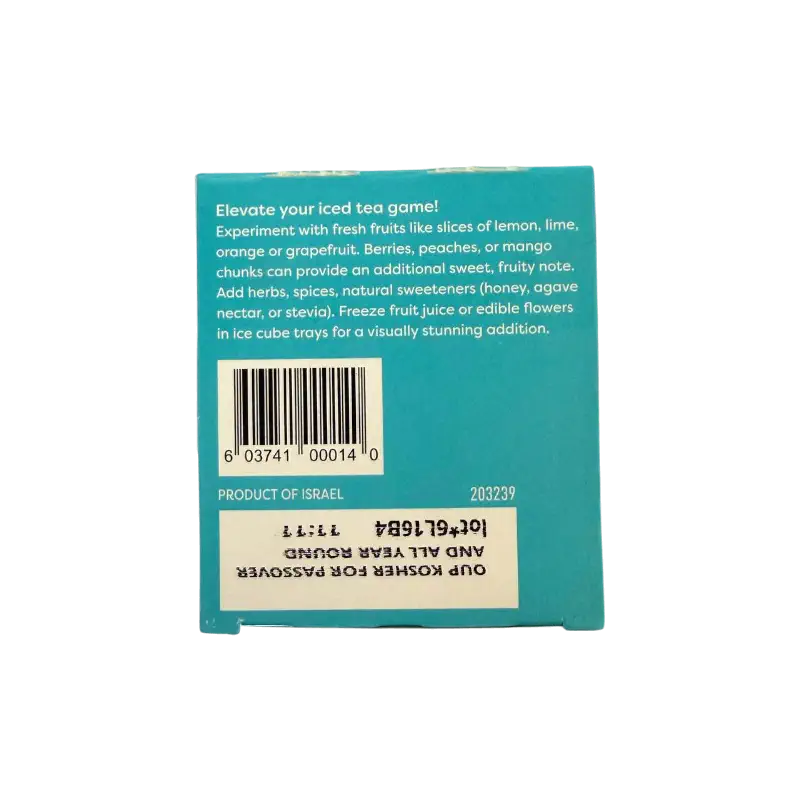 Elevate your iced tea game!
Experiment with fresh fruits like slices of lemon, lime,
orange or grapefruit. Berries, peaches, or mango
chunks can provide an additional sweet, fruity note.
Add herbs, spices, natural sweeteners (honey, agave
nectar, or stevia). Freeze fruit juice or edible flowers
in ice cube trays for a visually stunning addition.
6 03741 00014 0
PRODUCT OF ISRAEL 203239
OUP KOSHER FOR PASSOVER
AND ALL YEAR ROUND
lot*6L16B4